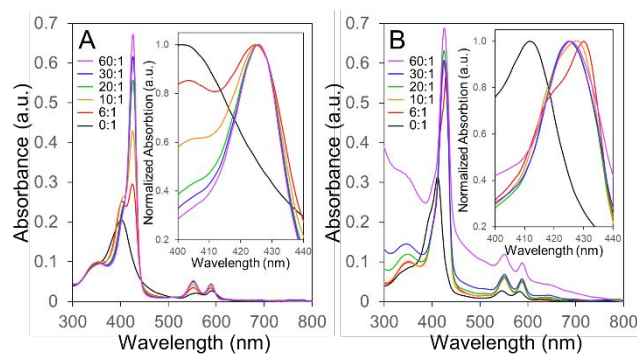 A
Absorbance (a.u.)
0.7
0.6
0.5
0.4
0.3
0.2
0.1
0
60:1
30:1
20:1
10:1
6:1
0:1
Normalized Absorption (a.u.)
1.0
0.8
0.6
0.4
0.2
400 410 420 430 440
Wavelength (nm)
300 400 500 600 700 800
Wavelength (nm)
B
Absorbance (a.u.)
0.7
0.6
0.5
0.4
0.3
0.2
0.1
0
60:1
30:1
20:1
10:1
6:1
0:1
Normalized Absorbtion (a.u.)
1.0
0.8
0.6
0.4
0.2
400 410 420 430 440
Wavelength (nm)
300 400 500 600 700 800
Wavelength (nm)